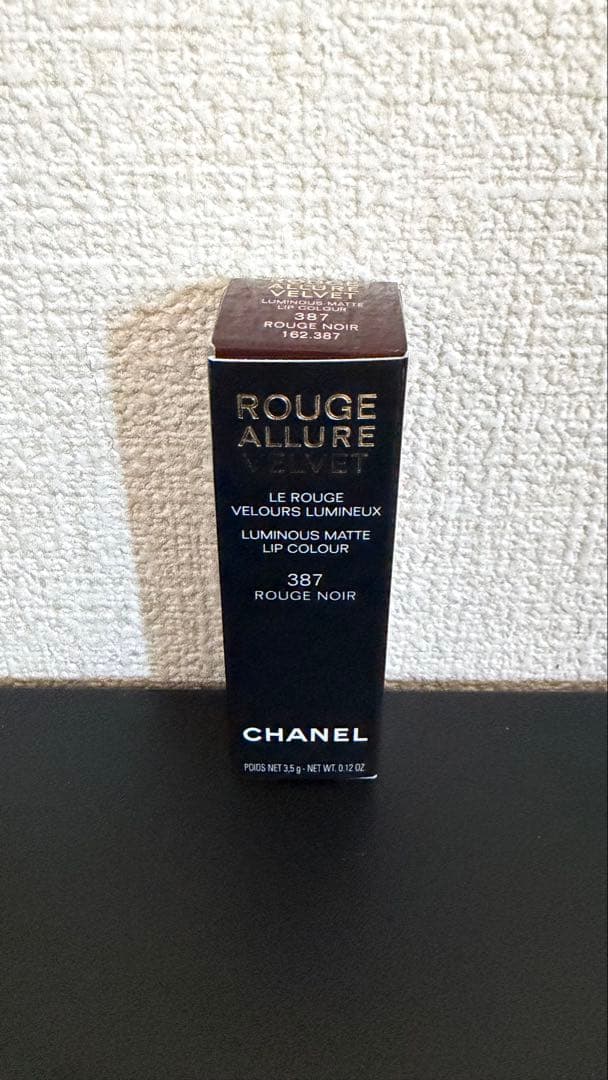 ALLURE
VELVET
LUMINOUS MATTE
LIP COLOUR
387
ROUGE NOIR
162.387
ROUGE
ALLURE
VELVET
LE ROUGE
VELOURS LUMINEUX
LUMINOUS MATTE
LIP COLOUR
387
ROUGE NOIR
CHANEL
POIDS NET 3,5 g - NET WT. 0.12 OZ.